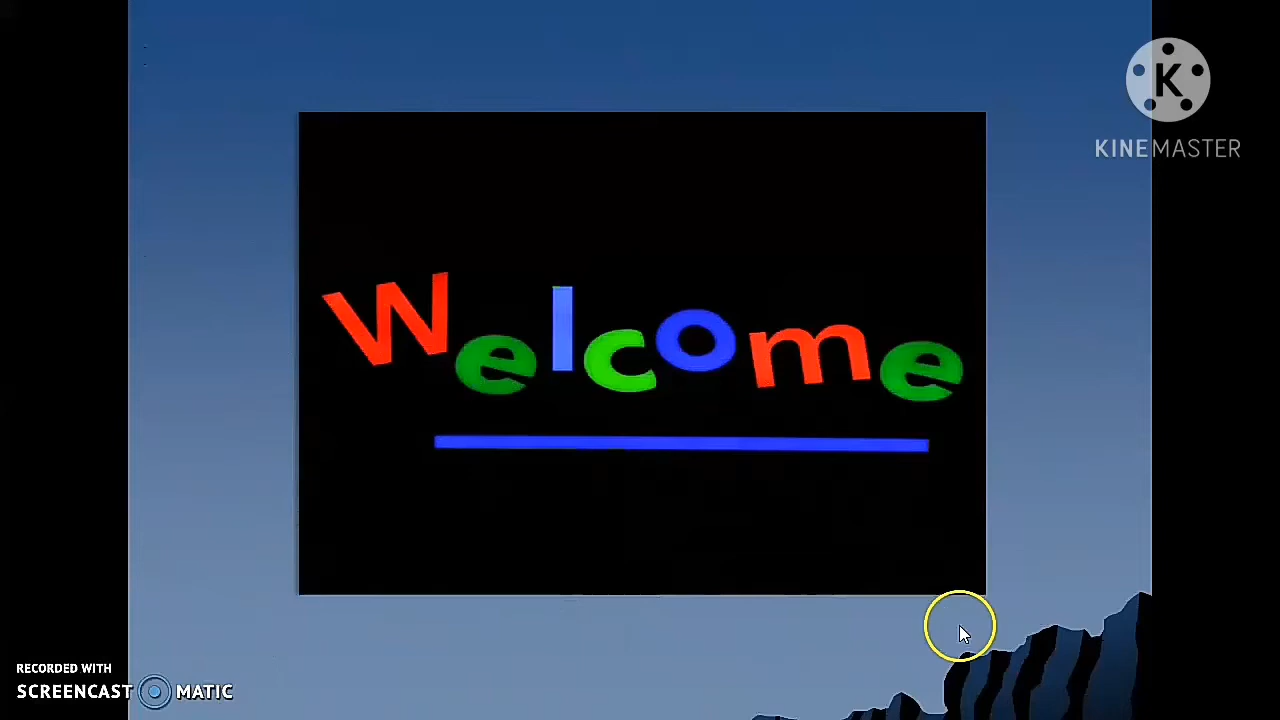 K
KINEMASTER
Welcome
RECORDED WITH
SCREENCAST MATIC